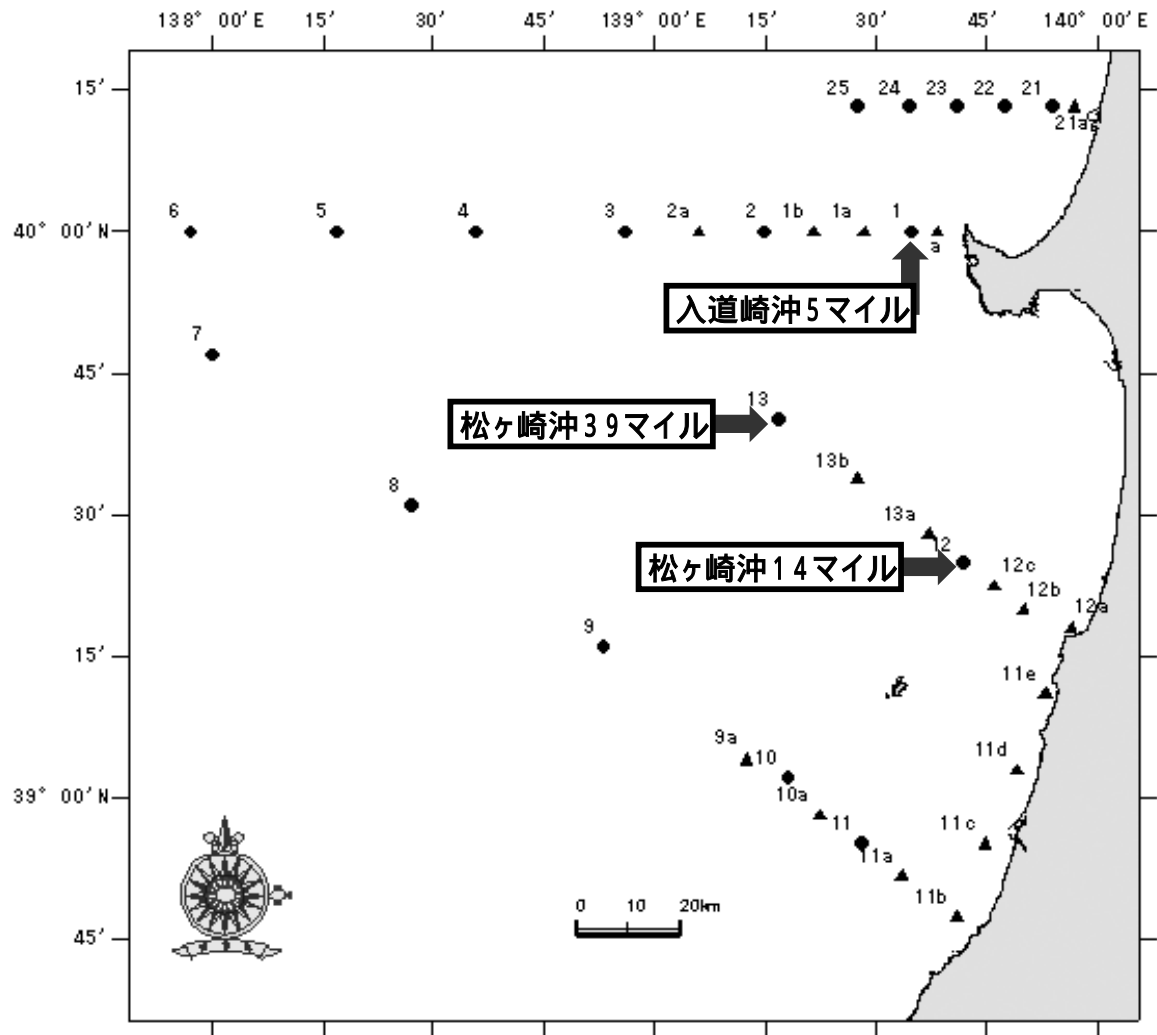 138° 00′ E 15′ 30′ 45′ 139° 00′ E 15′ 30′ 45′ 140° 00′ E
15′
25 24 23 22 21
21a
6 5 4 3 2a 2 1b 1a 1
40° 00′ N
a
入道崎沖5マイル
7
45′
13
松ヶ崎沖39マイル
13b
8
30′
13a
12
松ヶ崎沖14マイル
12c
12b
12a
9
15′
11e
9a
10
11d
39° 00′ N
10a
11
11c
11a
11b
0 10 20km
45′